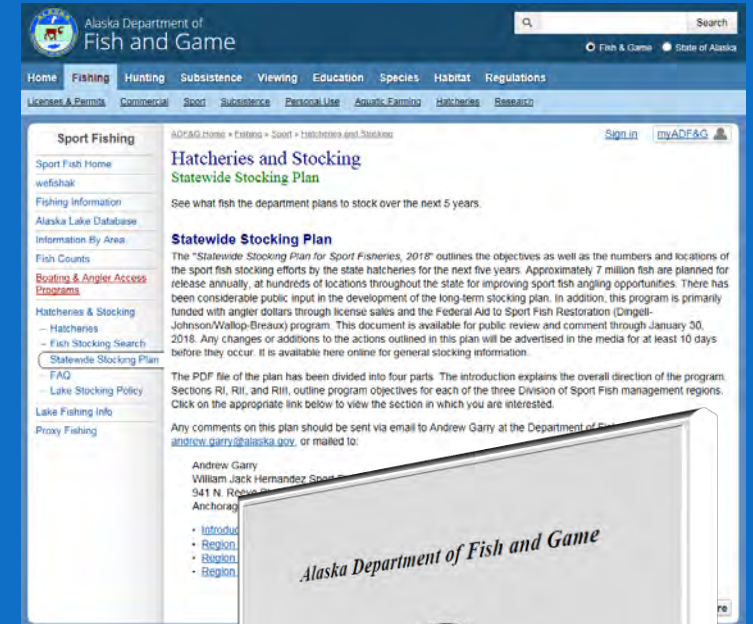 Alaska Department of
Fish and Game
Search
Fish & Game State of Alaska
Home Fishing Hunting Subsistence Viewing Education Species Habitat Regulations
Licenses & Permits Commercial Sport Subsistence Personal Use Aquatic Farming Hatcheries Research
Sport Fishing
Sport Fish Home
wefishak
Fishing Information
Alaska Lake Database
Information By Area
Fish Counts
Boating & Angler Access
Programs
Hatcheries & Stocking
– Hatcheries
– Fish Stocking Search
Statewide Stocking Plan
– FAQ
– Lake Stocking Policy
Lake Fishing Info
Proxy Fishing
ADF&G Home » Fishing » Sport » Hatcheries and Stocking
Sign in myADF&G
Hatcheries and Stocking
Statewide Stocking Plan
See what fish the department plans to stock over the next 5 years.
Statewide Stocking Plan
The "Statewide Stocking Plan for Sport Fisheries, 2018" outlines the objectives as well as the numbers and locations of
the sport fish stocking efforts by the state hatcheries for the next five years. Approximately 7 million fish are planned for
release annually, at hundreds of locations throughout the state for improving sport fish angling opportunities. There has
been considerable public input in the development of the long-term stocking plan. In addition, this program is primarily
funded with angler dollars through license sales and the Federal Aid to Sport Fish Restoration (Dingell-
Johnson/Wallop-Breaux) program. This document is available for public review and comment through January 30,
2018. Any changes or additions to the actions outlined in this plan will be advertised in the media for at least 10 days
before they occur. It is available here online for general stocking information.
The PDF file of the plan has been divided into four parts. The introduction explains the overall direction of the program.
Sections RI, RII, and RIII, outline program objectives for each of the three Division of Sport Fish management regions.
Click on the appropriate link below to view the section in which you are interested.
Any comments on this plan should be sent via email to Andrew Garry at the Department of
andrew.garry@alaska.gov, or mailed to:
Andrew Garry
William Jack Hernandez Sport
941 N. Reeve
Anchorag
• Introduc
• Region
• Region
• Region
Alaska Department of Fish and Game
re